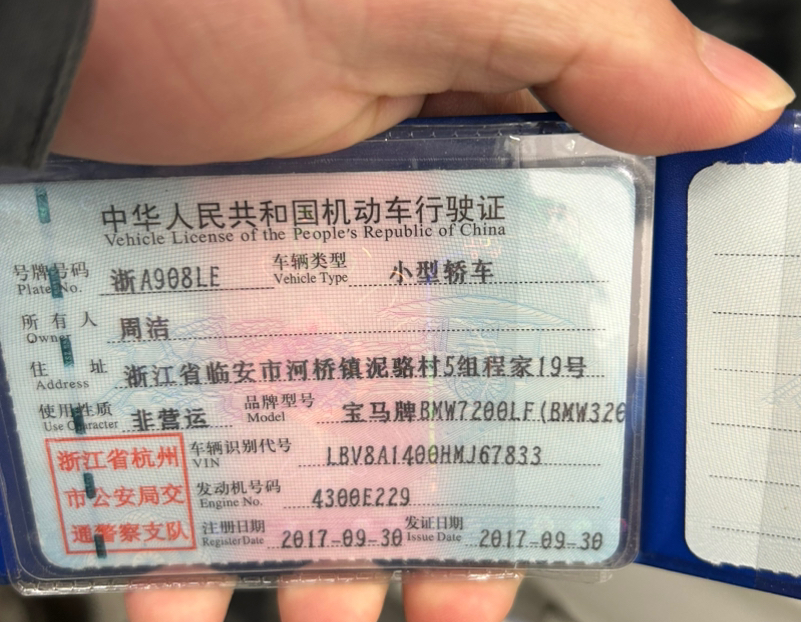 中华人民共和国机动车行驶证
Vehicle License of the People's Republic of China
号牌号码 Plate No. 浙A908LE 车辆类型 Vehicle Type 小型轿车
所有人 Owner 周洁
住址 Address 浙江省临安市河桥镇泥骆村5组程家19号
使用性质 Use Character 非营运 品牌型号 Model 宝马牌BMW7200LF(BMW320
浙江省杭州市公安局交通警察支队
车辆识别代号 VIN LBV8A1400HMJ67833
发动机号码 Engine No. 4300E229
注册日期 Register Date 2017-09-30 发证日期 Issue Date 2017-09-30